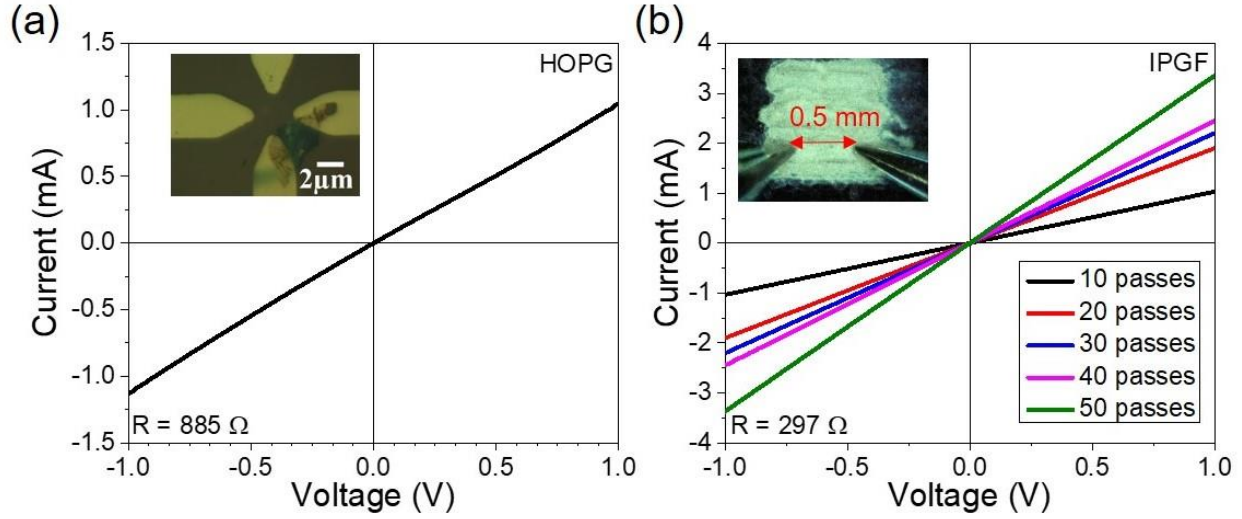 (a)
HOPG
2μm
R = 885 Ω
Current (mA)
1.5
1.0
0.5
0.0
-0.5
-1.0
-1.5
-1.0
-0.5
0.0
0.5
1.0
Voltage (V)
(b)
IPGF
0.5 mm
10 passes
20 passes
30 passes
40 passes
50 passes
R = 297 Ω
Current (mA)
4
3
2
1
0
-1
-2
-3
-4
-1.0
-0.5
0.0
0.5
1.0
Voltage (V)